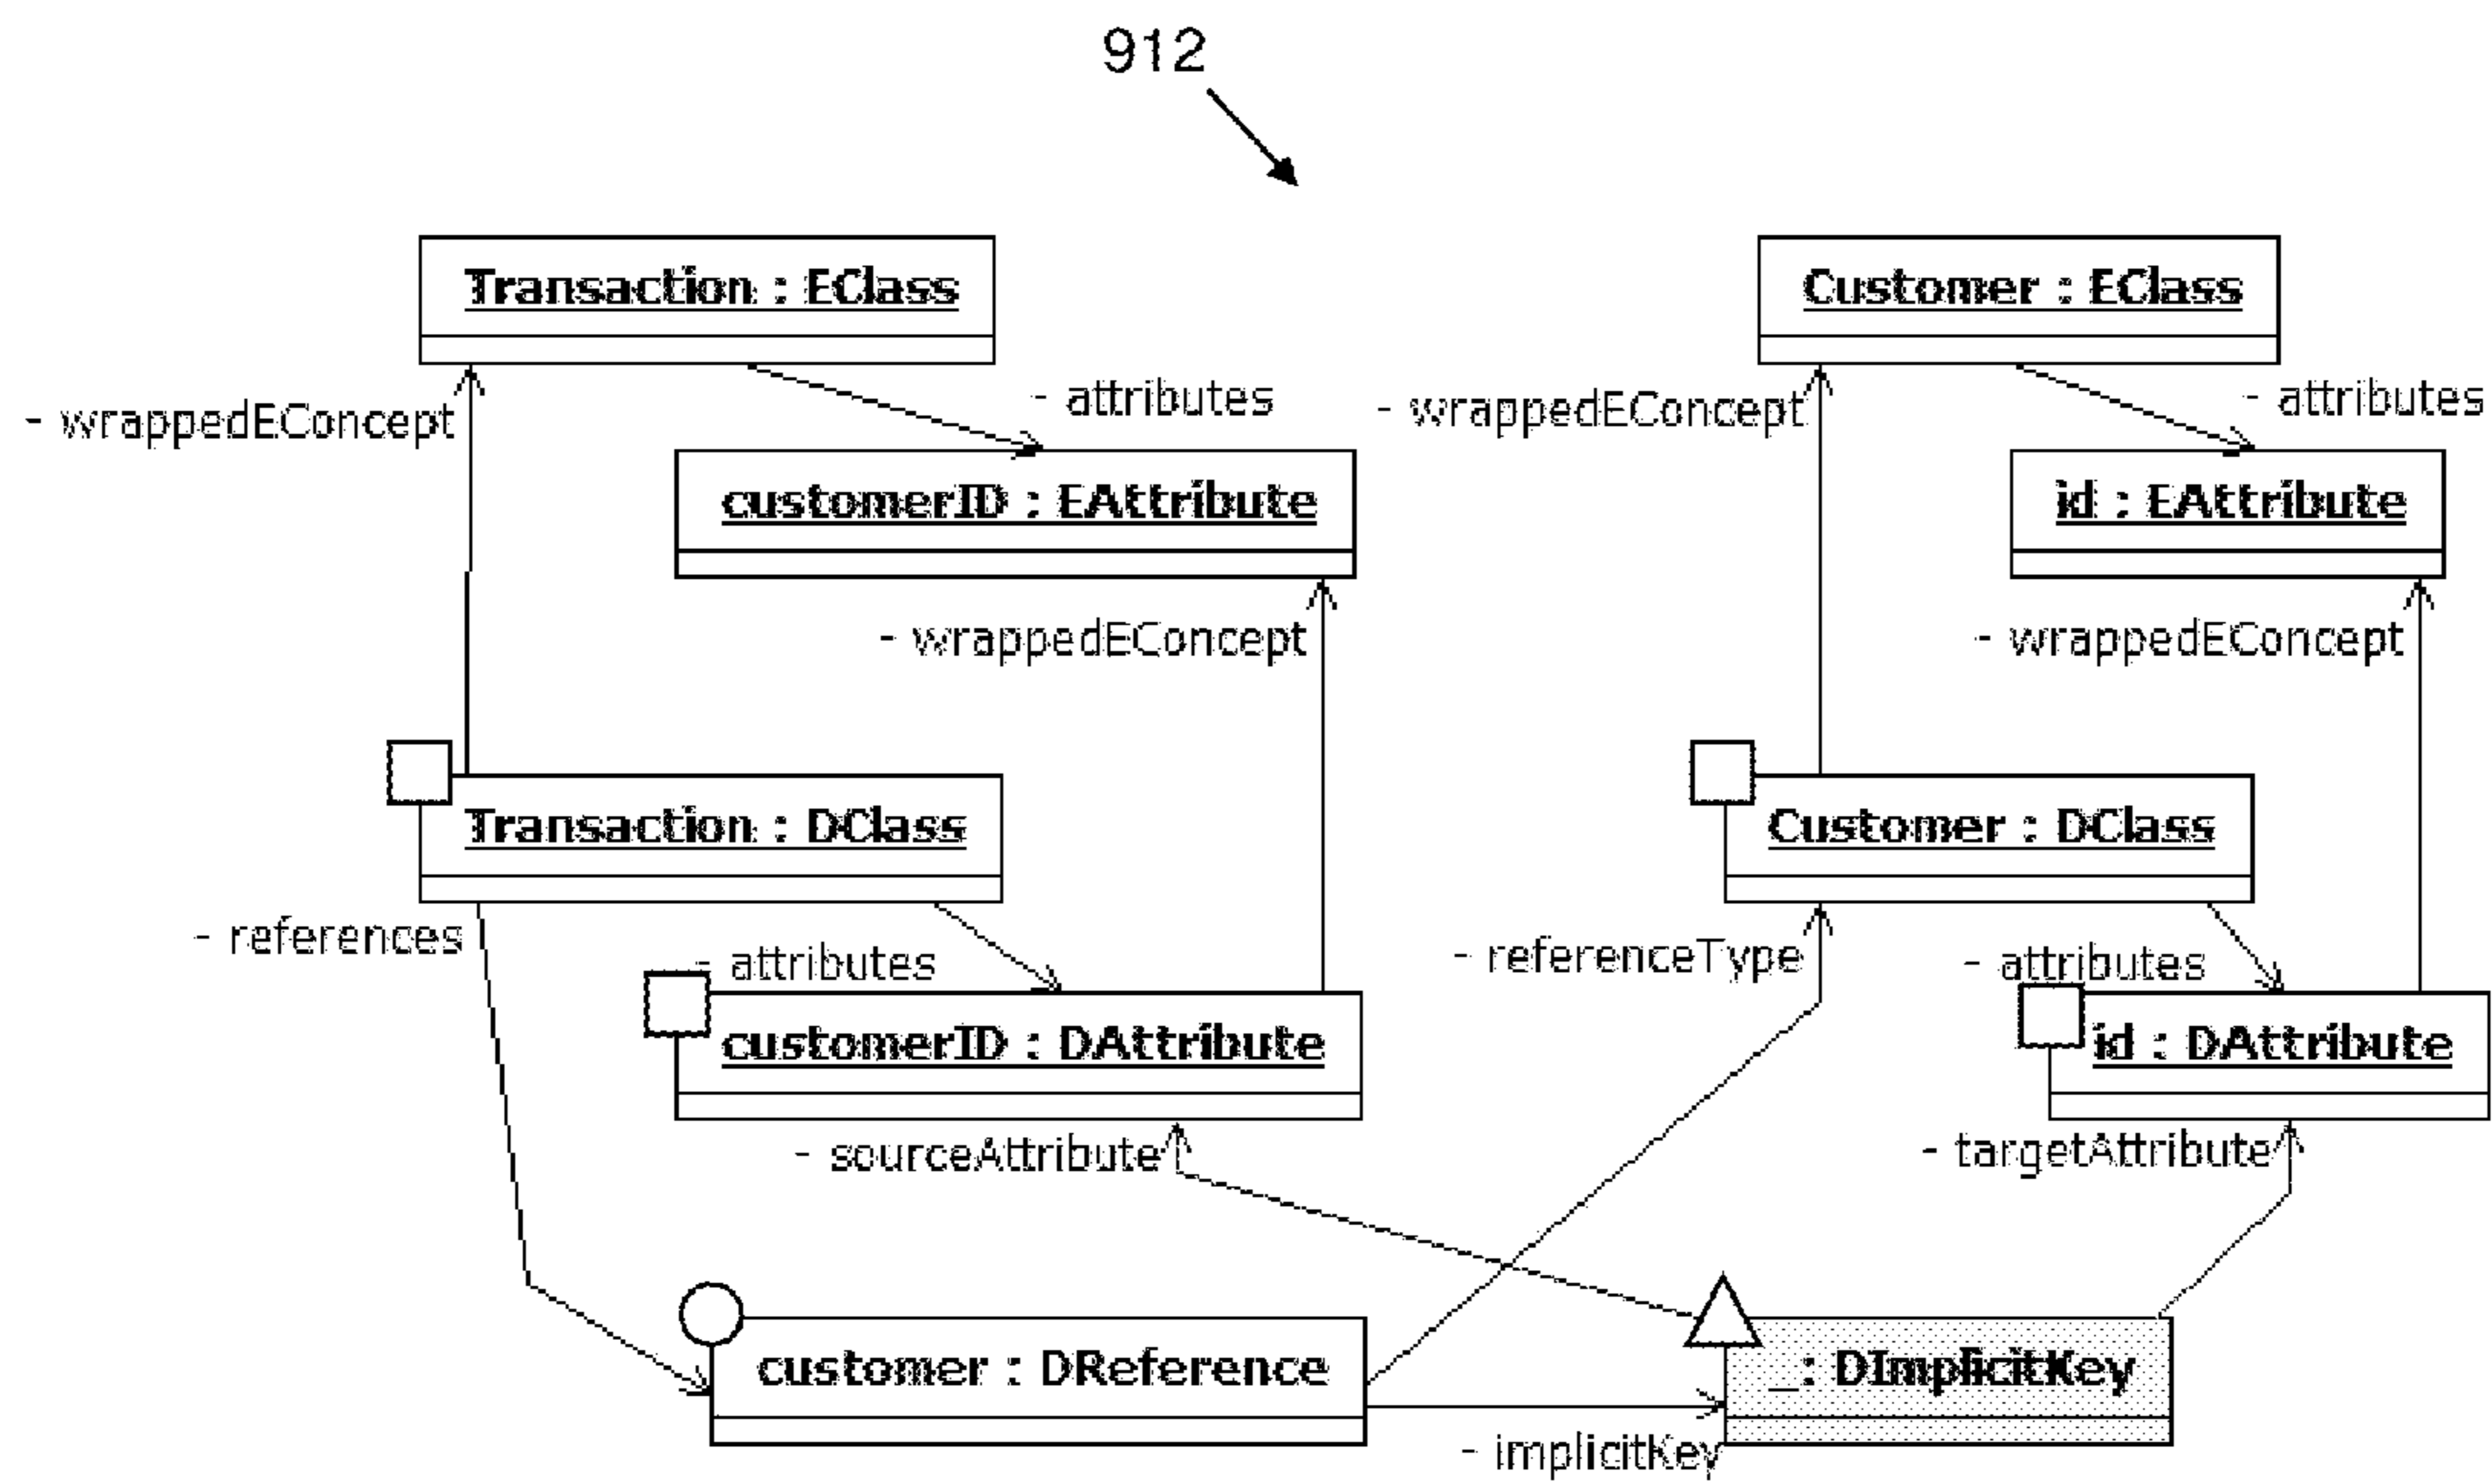 912
Transaction : EClass
Customer : EClass
- wrappedEConcept
- attributes
- wrappedEConcept
- attributes
customerID : EAttribute
id : EAttribute
- wrappedEConcept
- wrappedEConcept
Transaction : DClass
Customer : DClass
- references
- attributes
- referenceType
- attributes
customerID : DAttribute
id : DAttribute
- sourceAttribute
- targetAttribute
customer : DReference
_: DImplicitKey
- implicitKey